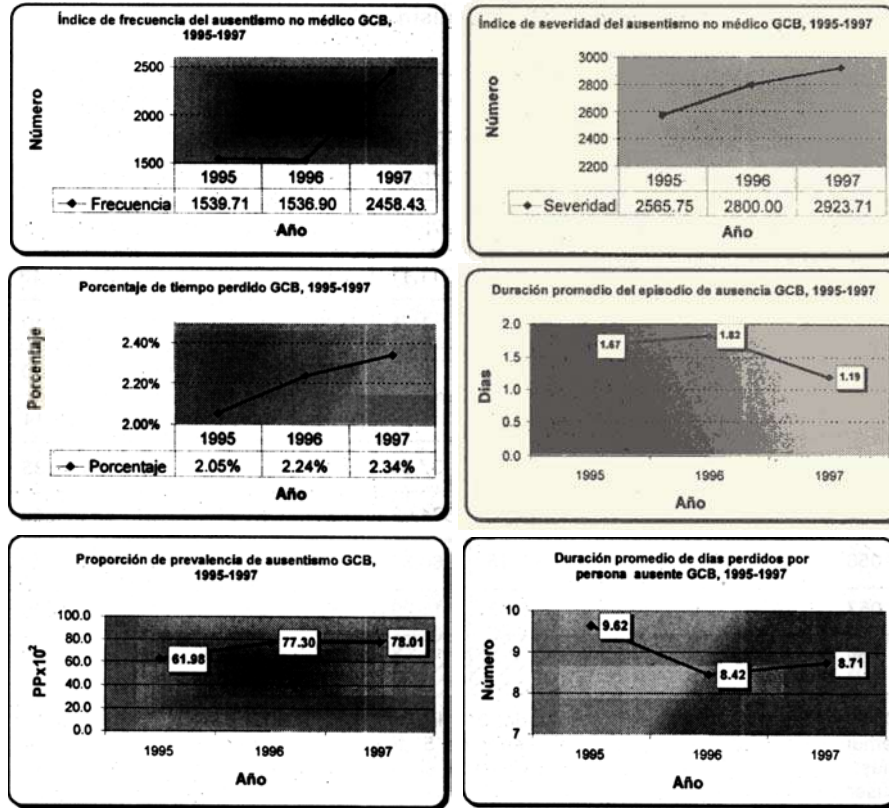 Índice de frecuencia del ausentismo no médico GCB,
1995-1997
Número
2500
2000
1500
1995 1996 1997
Frecuencia 1539.71 1536.90 2458.43
Año
Índice de severidad del ausentismo no médico GCB, 1995-1997
Número
3000
2800
2600
2400
2200
1995 1996 1997
Severidad 2565.75 2800.00 2923.71
Año
Porcentaje de tiempo perdido GCB, 1995-1997
Porcentaje
2.40%
2.20%
2.00%
1995 1996 1997
Porcentaje 2.05% 2.24% 2.34%
Año
Duración promedio del episodio de ausencia GCB, 1995-1997
Días
2.0
1.5
1.0
0.5
0.0
1.67 1.82 1.19
1995 1996 1997
Año
Proporción de prevalencia de ausentismo GCB,
1995-1997
PPx10²
100.0
80.0
60.0
40.0
20.0
0.0
61.98 77.30 78.01
1995 1996 1997
Año
Duración promedio de días perdidos por
persona ausente GCB, 1995-1997
Número
10
9
8
7
9.62 8.42 8.71
1995 1996 1997
Año